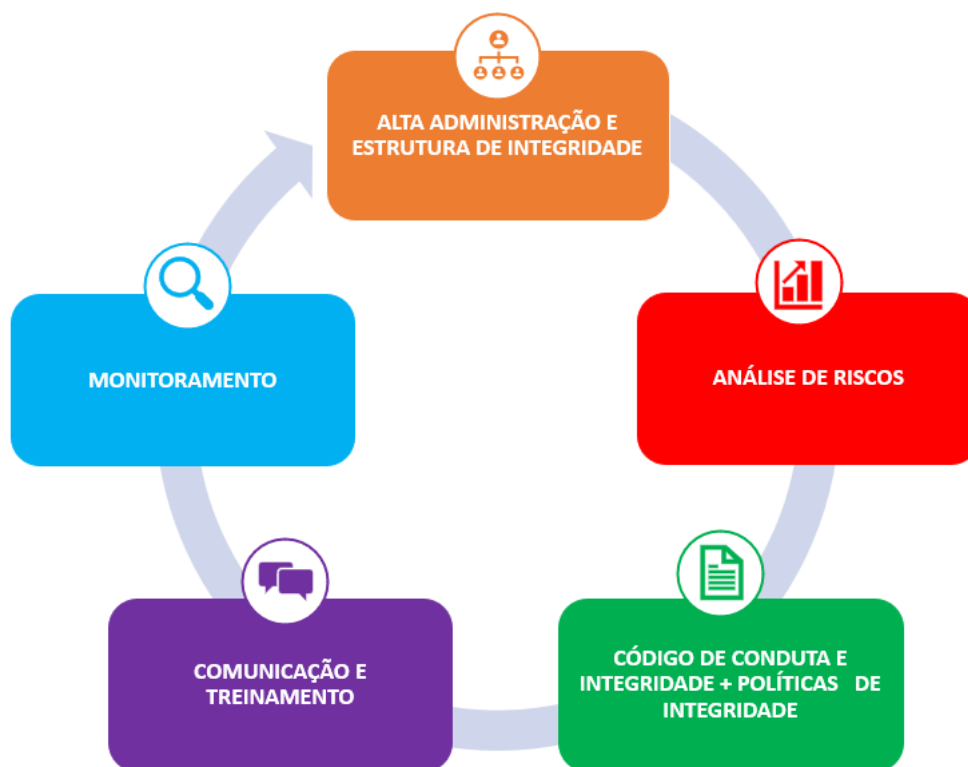 ALTA ADMINISTRAÇÃO E
ESTRUTURA DE INTEGRIDADE
ANÁLISE DE RISCOS
CÓDIGO DE CONDUTA E
INTEGRIDADE + POLÍTICAS DE
INTEGRIDADE
COMUNICAÇÃO E
TREINAMENTO
MONITORAMENTO